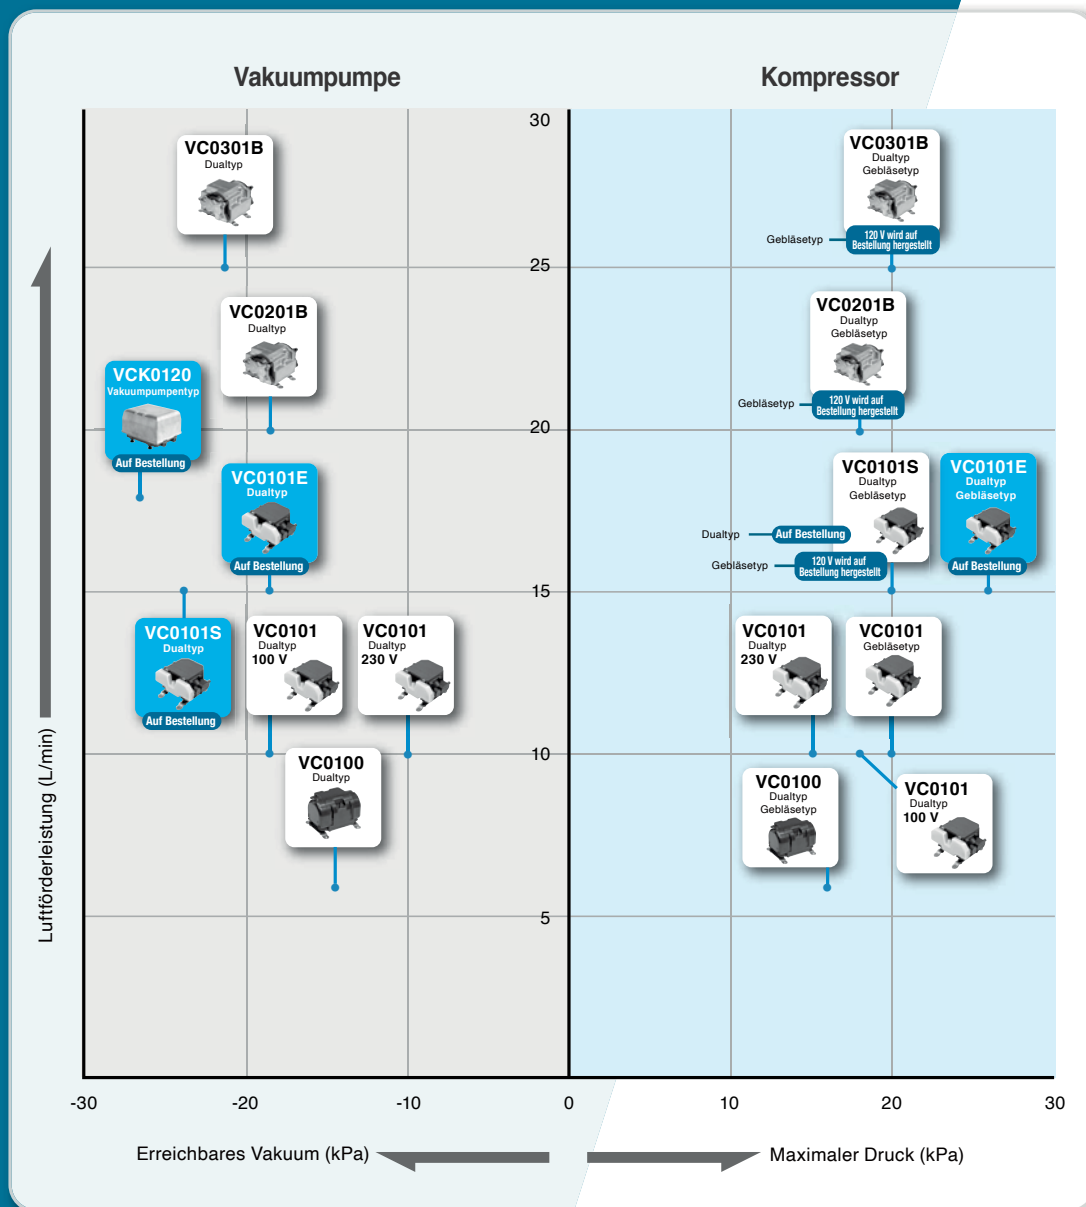 Vakuumpumpe
Kompressor
Luftförderleistung (L/min)
30
25
20
15
10
5
VC0301B
Dualtyp
VC0201B
Dualtyp
VCK0120
Vakuumpumpentyp
Auf Bestellung
VC0101E
Dualtyp
Auf Bestellung
VC0101S
Dualtyp
Auf Bestellung
VC0101
Dualtyp
100 V
VC0101
Dualtyp
230 V
VC0100
Dualtyp
VC0301B
Dualtyp
Gebläsetyp
Gebläsetyp
120 V wird auf
Bestellung hergestellt
VC0201B
Dualtyp
Gebläsetyp
Gebläsetyp
120 V wird auf
Bestellung hergestellt
VC0101S
Dualtyp
Gebläsetyp
Dualtyp
Auf Bestellung
Gebläsetyp
120 V wird auf
Bestellung hergestellt
VC0101E
Dualtyp
Gebläsetyp
Auf Bestellung
VC0101
Dualtyp
230 V
VC0101
Gebläsetyp
VC0100
Dualtyp
Gebläsetyp
VC0101
Dualtyp
100 V
-30
-20
-10
0
10
20
30
Erreichbares Vakuum (kPa)
Maximaler Druck (kPa)